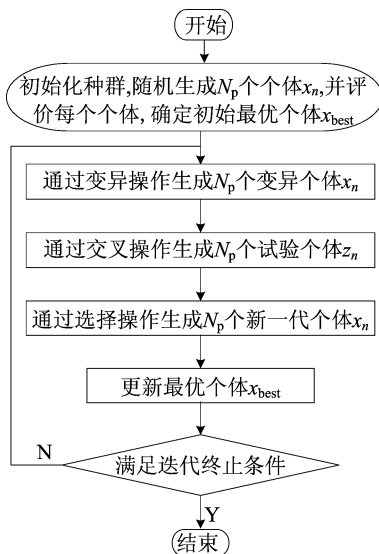 开始
初始化种群,随机生成Np个个体xn,并评
价每个个体, 确定初始最优个体xbest
通过变异操作生成Np个变异个体xn
通过交叉操作生成Np个试验个体zn
通过选择操作生成Np个新一代个体xn
更新最优个体xbest
N
满足迭代终止条件
Y
结束